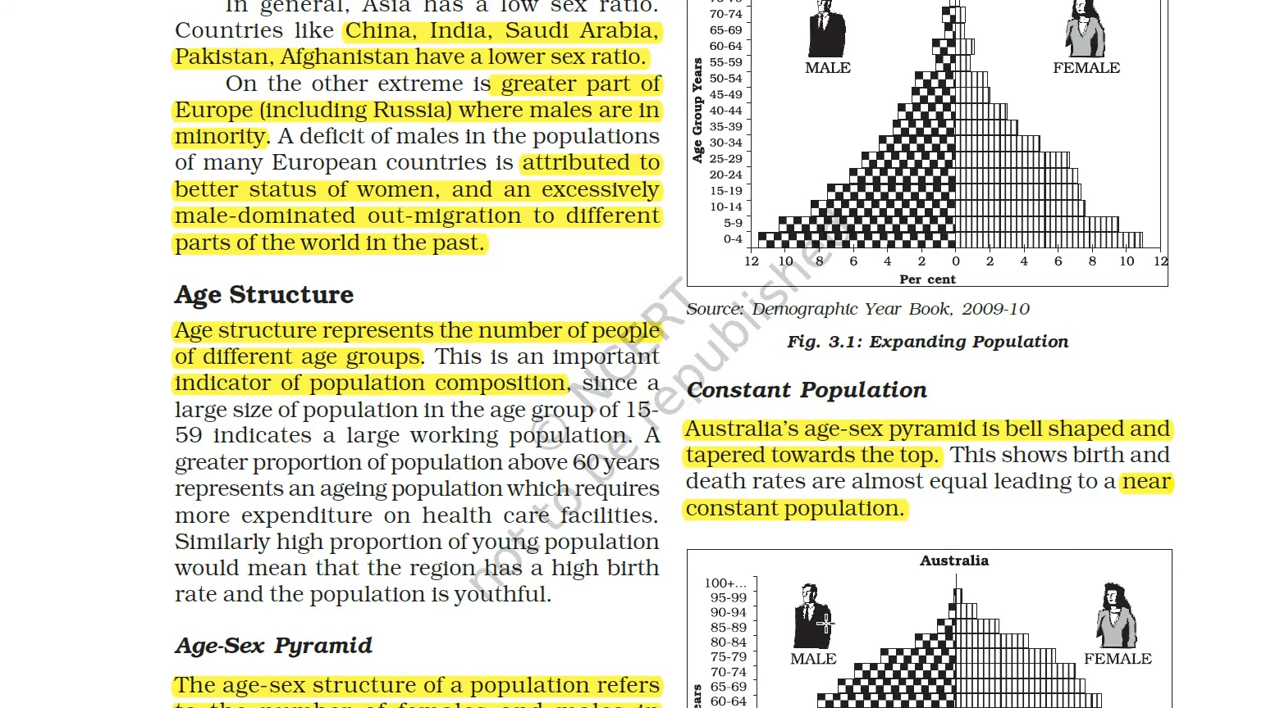 In general, Asia has a low sex ratio.
Countries like China, India, Saudi Arabia,
Pakistan, Afghanistan have a lower sex ratio.
On the other extreme is greater part of
Europe (including Russia) where males are in
minority. A deficit of males in the populations
of many European countries is attributed to
better status of women, and an excessively
male-dominated out-migration to different
parts of the world in the past.
Age Structure
Age structure represents the number of people
of different age groups. This is an important
indicator of population composition, since a
large size of population in the age group of 15-
59 indicates a large working population. A
greater proportion of population above 60 years
represents an ageing population which requires
more expenditure on health care facilities.
Similarly high proportion of young population
would mean that the region has a high birth
rate and the population is youthful.
Age-Sex Pyramid
The age-sex structure of a population refers
to the number of females and males in
70-74
65-69
60-64
55-59
50-54
45-49
40-44
35-39
30-34
25-29
20-24
15-19
10-14
5-9
0-4
Age Group Years
MALE
FEMALE
12 10 8 6 4 2 0 2 4 6 8 10 12
Per cent
Source: Demographic Year Book, 2009-10
Fig. 3.1: Expanding Population
Constant Population
Australia's age-sex pyramid is bell shaped and
tapered towards the top. This shows birth and
death rates are almost equal leading to a near
constant population.
Australia
100+...
95-99
90-94
85-89
80-84
75-79
70-74
65-69
60-64
MALE
FEMALE
© NCERT
not to be republished